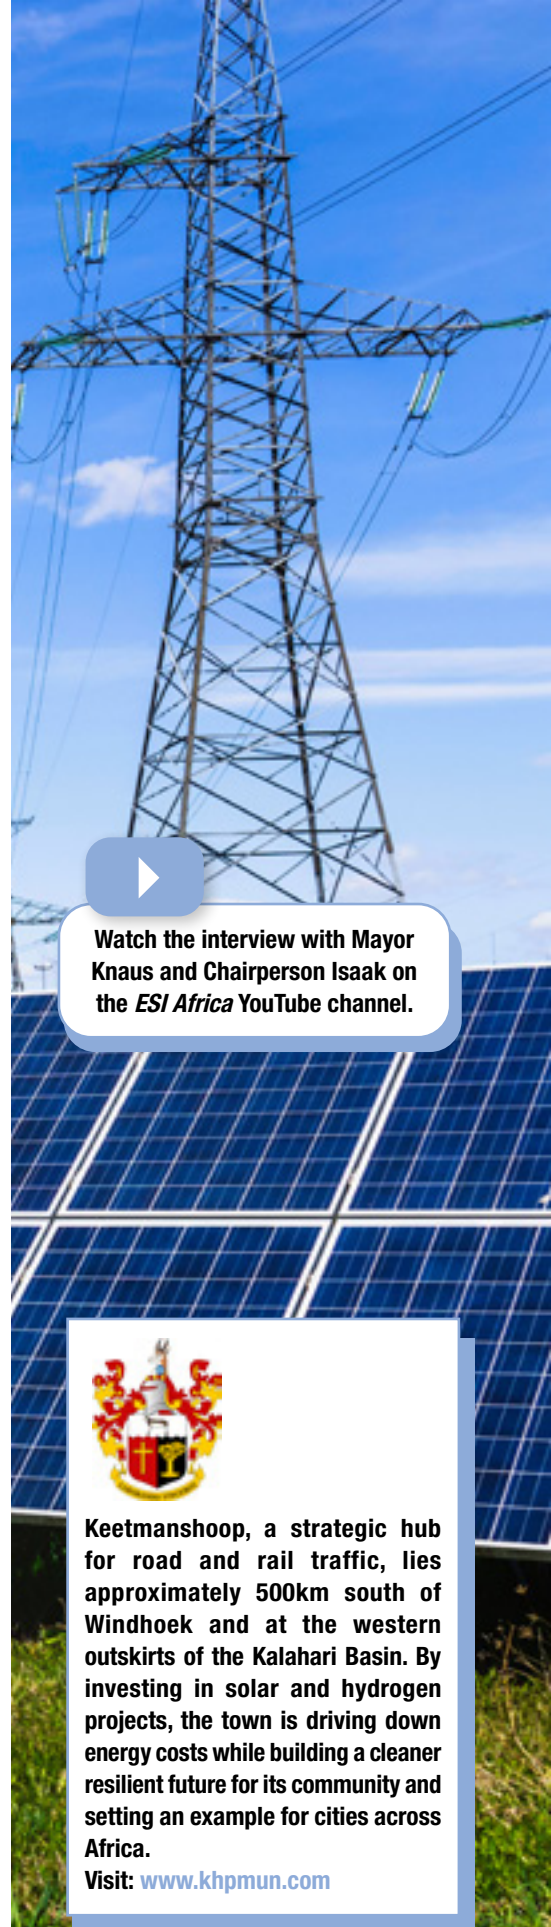 Watch the interview with Mayor
Knaus and Chairperson Isaak on
the ESI Africa YouTube channel.
Keetmanshoop, a strategic hub
for road and rail traffic, lies
approximately 500km south of
Windhoek and at the western
outskirts of the Kalahari Basin. By
investing in solar and hydrogen
projects, the town is driving down
energy costs while building a cleaner
resilient future for its community and
setting an example for cities across
Africa.
Visit: www.khpmun.com